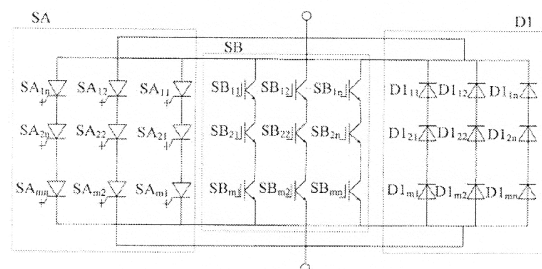 SA SB D1
SA₁ₙ SA₁₂ SA₁₁ SB₁₁ SB₁₂ SB₁ₙ D1₁₁ D1₁₂ D1₁ₙ
SA₂ₙ SA₂₂ SA₂₁ SB₂₁ SB₂₂ SB₂ₙ D1₂₁ D1₂₂ D1₂ₙ
SAₘₙ SAₘ₂ SAₘ₁ SBₘ₁ SBₘ₂ SBₘₙ D1ₘ₁ D1ₘ₂ D1ₘₙ